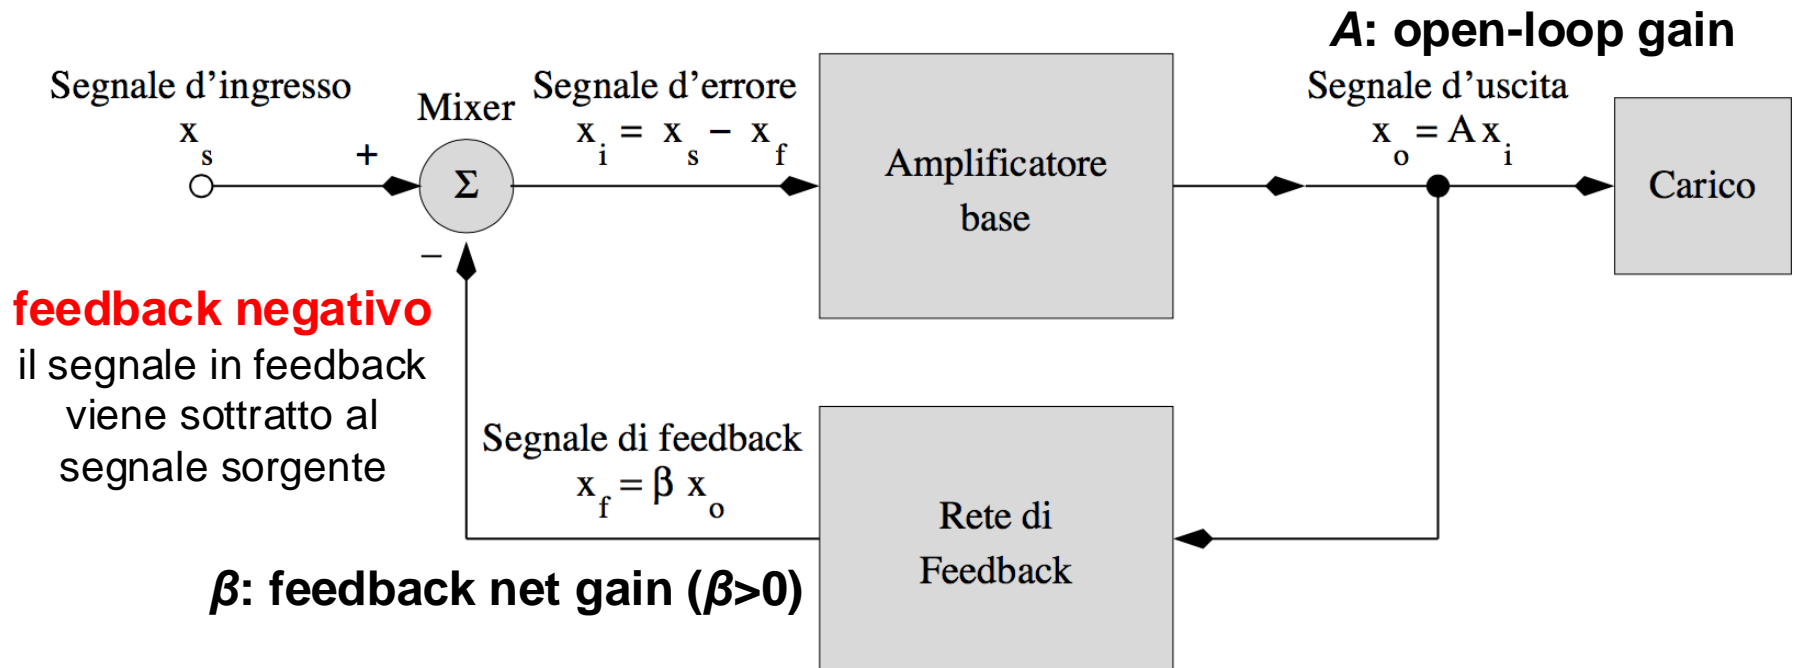 A: open-loop gain
Segnale d’ingresso
x_s
+
Mixer
Σ
−
Segnale d’errore
x_i = x_s − x_f
Amplificatore
base
Segnale d’uscita
x_o = A x_i
Carico
feedback negativo
il segnale in feedback
viene sottratto al
segnale sorgente
Segnale di feedback
x_f = β x_o
Rete di
Feedback
β: feedback net gain (β>0)